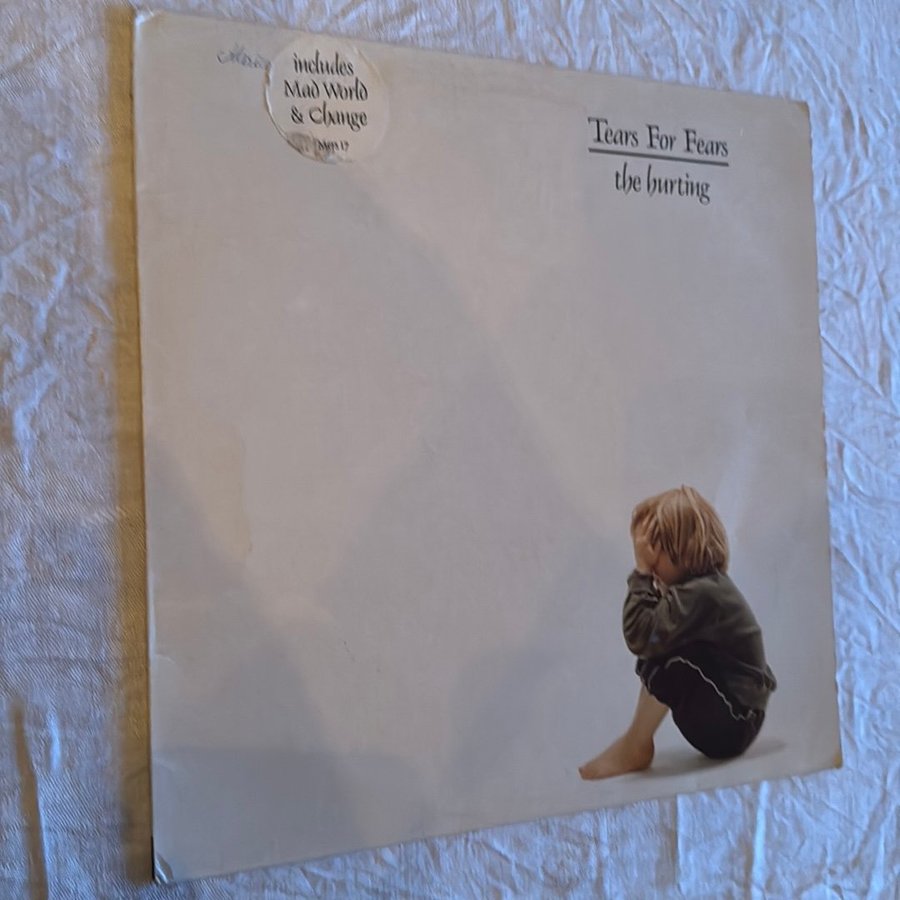 includes
Mad World
& Change
Tears For Fears
the hurting